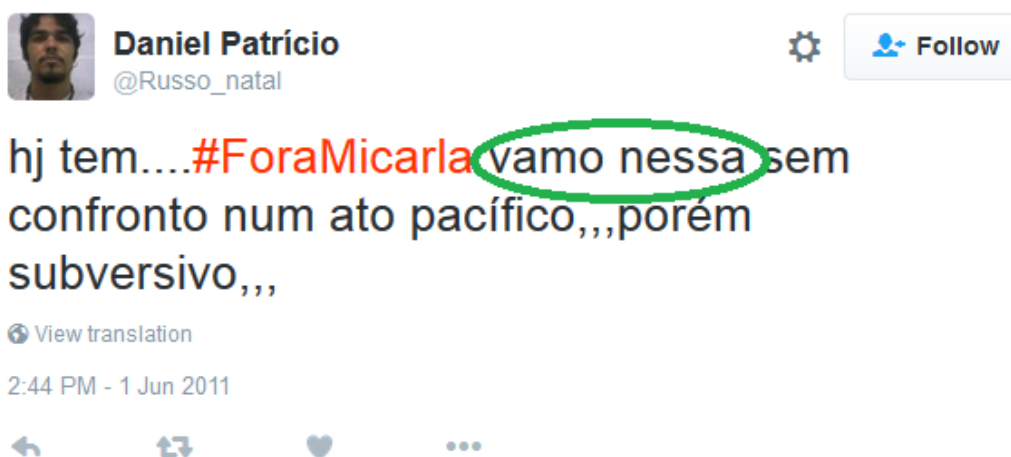 Daniel Patrício
Follow
@Russo_natal
hj tem....#ForaMicarla vamo nessa sem
confronto num ato pacífico,,,porém
subversivo,,,
View translation
2:44 PM - 1 Jun 2011